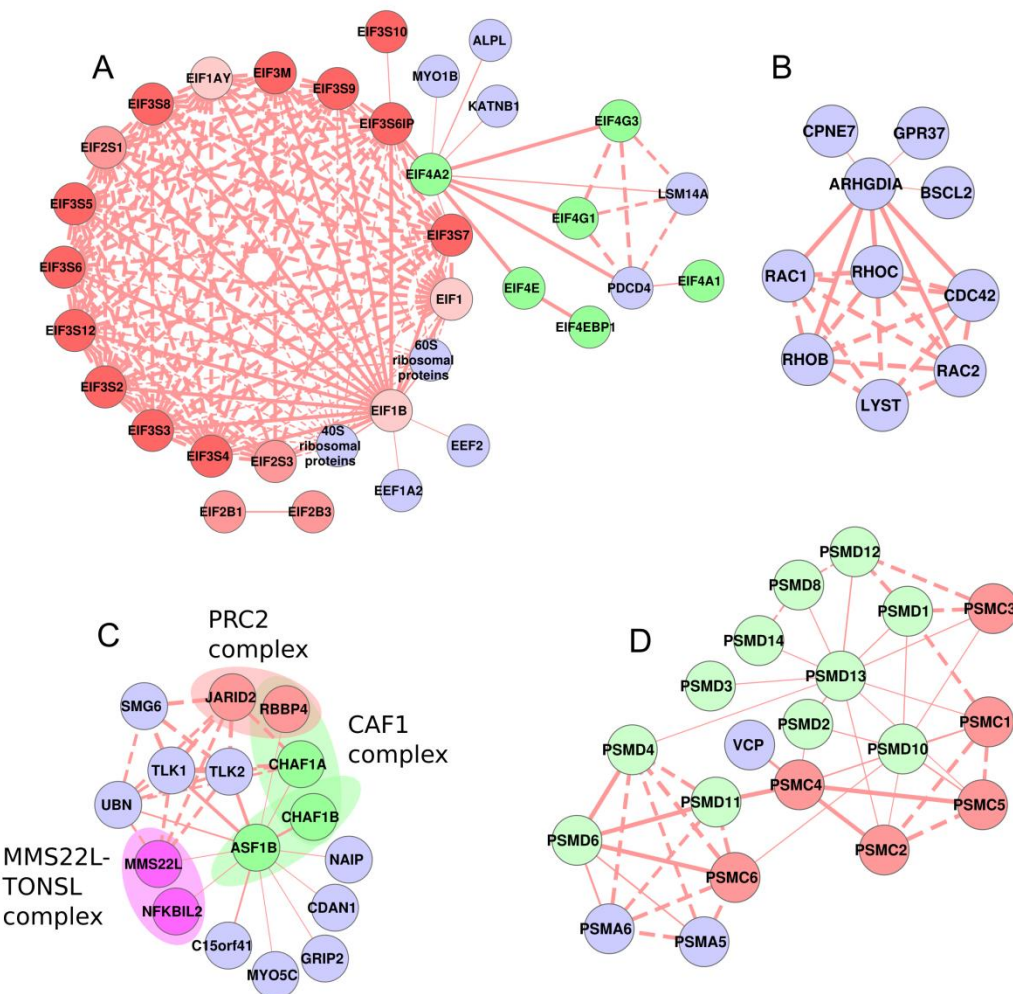 A
EIF3S10
ALPL
MYO1B
KATNB1
EIF1AY
EIF3M
EIF3S9
EIF3S8
EIF3S6IP
EIF2S1
EIF4A2
EIF4G3
LSM14A
EIF3S5
EIF4G1
EIF3S7
EIF3S6
EIF4E
PDCD4
EIF4A1
EIF1
EIF4EBP1
EIF3S12
60S
ribosomal
proteins
EIF3S2
EIF1B
EIF3S3
40S
ribosomal
proteins
EEF2
EIF3S4
EIF2S3
EEF1A2
EIF2B1
EIF2B3
B
CPNE7
GPR37
ARHGDIA
BSCL2
RAC1
RHOC
CDC42
RHOB
RAC2
LYST
C
PRC2
complex
JARID2
RBBP4
SMG6
CAF1
complex
CHAF1A
TLK1
TLK2
UBN
CHAF1B
ASF1B
MMS22L-
TONSL
complex
MMS22L
NAIP
NFKBIL2
CDAN1
C15orf41
GRIP2
MYO5C
D
PSMD12
PSMD8
PSMD1
PSMC3
PSMD14
PSMD13
PSMD3
PSMD2
PSMC1
PSMD4
VCP
PSMD10
PSMC4
PSMD11
PSMC5
PSMD6
PSMC2
PSMC6
PSMA6
PSMA5